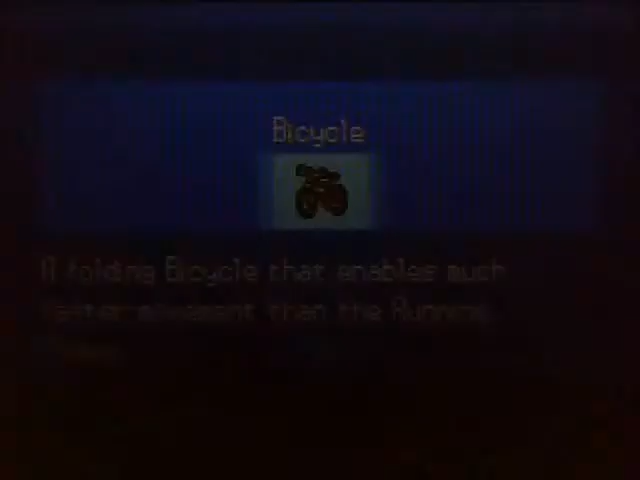 Bicycle
A folding Bicycle that enables much
faster movement than the Running